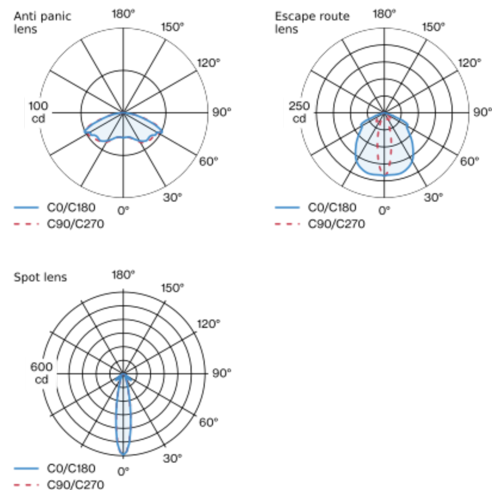 Anti panic
lens
180°
150°
120°
100
cd
90°
60°
30°
0°
C0/C180
C90/C270
Escape route
lens
180°
150°
120°
250
cd
90°
60°
30°
0°
C0/C180
C90/C270
Spot lens
180°
150°
120°
600
cd
90°
60°
30°
0°
C0/C180
C90/C270